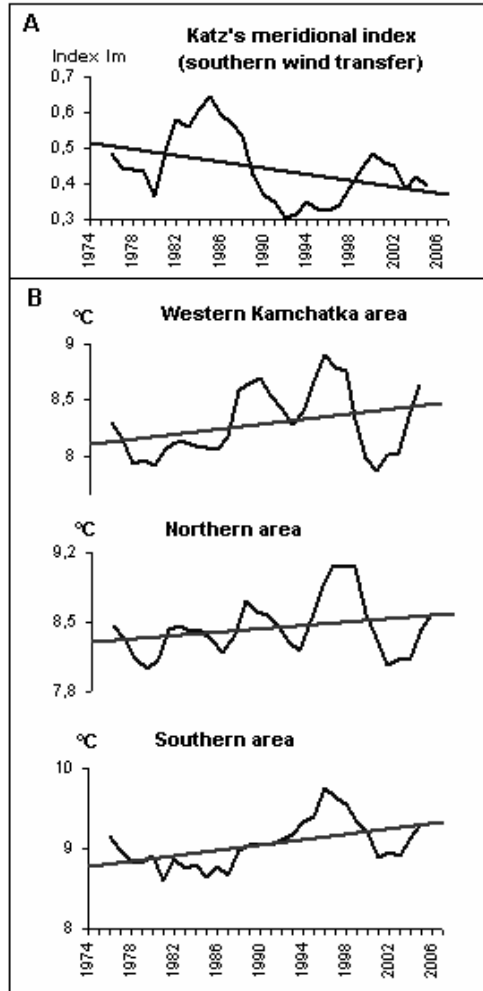 A
Katz's meridional index
(southern wind transfer)
Index Im
0,7
0,6
0,5
0,4
0,3
1974
1978
1982
1986
1990
1994
1998
2002
2006
B
°C
Western Kamchatka area
9
8,5
8
°C
Northern area
9,2
8,5
7,8
°C
Southern area
10
9
8
1974
1978
1982
1986
1990
1994
1998
2002
2006